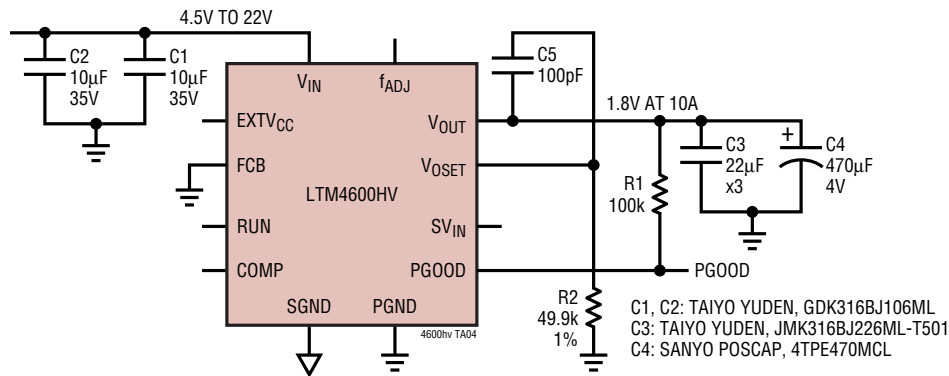 4.5V TO 22V
C2
10µF
35V
C1
10µF
35V
C5
100pF
VIN
fADJ
1.8V AT 10A
EXTVCC
VOUT
FCB
VOSET
LTM4600HV
C3
22µF
x3
+
C4
470µF
4V
R1
100k
RUN
SVIN
COMP
PGOOD
PGOOD
SGND
PGND
4600hv TA04
R2
49.9k
1%
C1, C2: TAIYO YUDEN, GDK316BJ106ML
C3: TAIYO YUDEN, JMK316BJ226ML-T501
C4: SANYO POSCAP, 4TPE470MCL